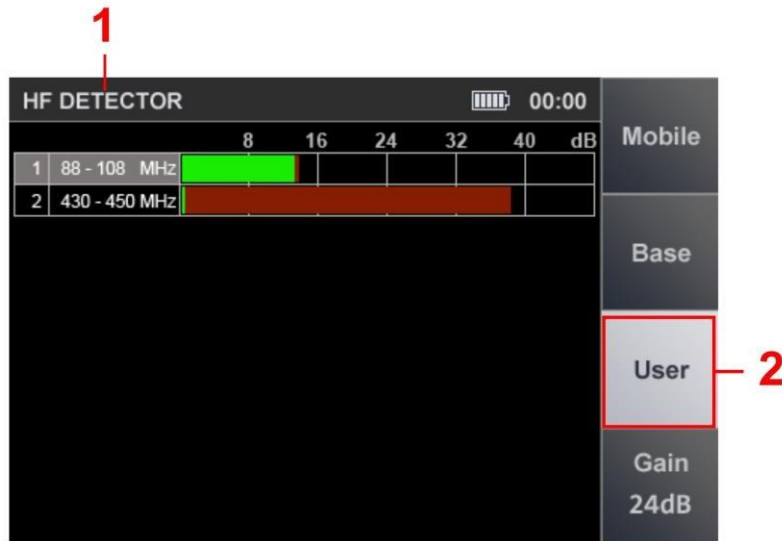 1
HF DETECTOR 00:00
8 16 24 32 40 dB
1 88 - 108 MHz
2 430 - 450 MHz
Mobile
Base
User
2
Gain
24dB